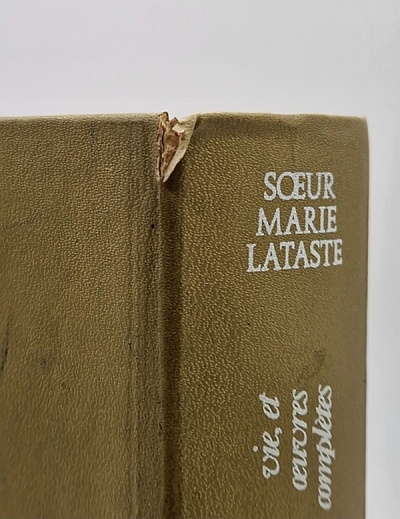 SŒUR
MARIE
LATASTE
vie, et
œuvres
complètes